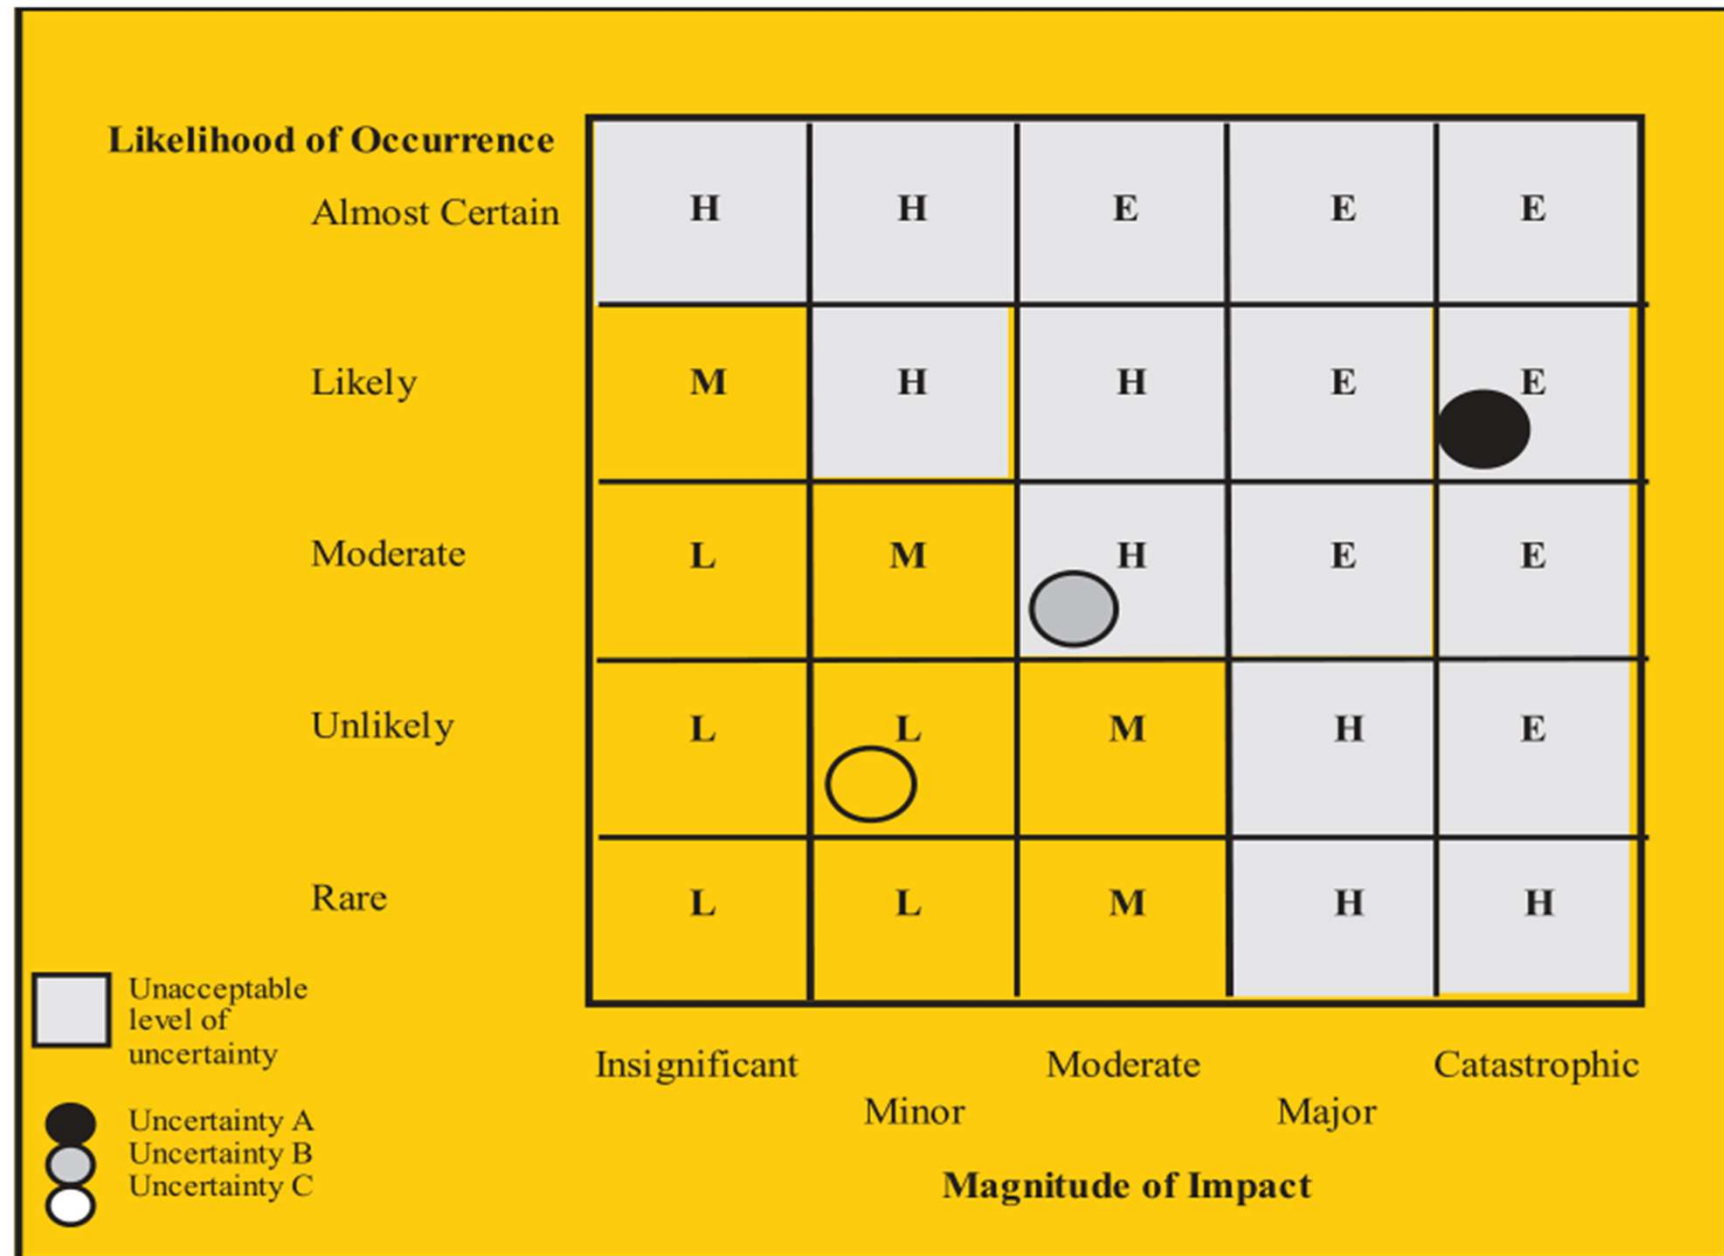 Likelihood of Occurrence
Almost Certain H H E E E
Likely M H H E E
Moderate L M H E E
Unlikely L L M H E
Rare L L M H H
Unacceptable
level of
uncertainty
Insignificant Moderate Catastrophic
Minor Major
Uncertainty A
Uncertainty B
Uncertainty C
Magnitude of Impact